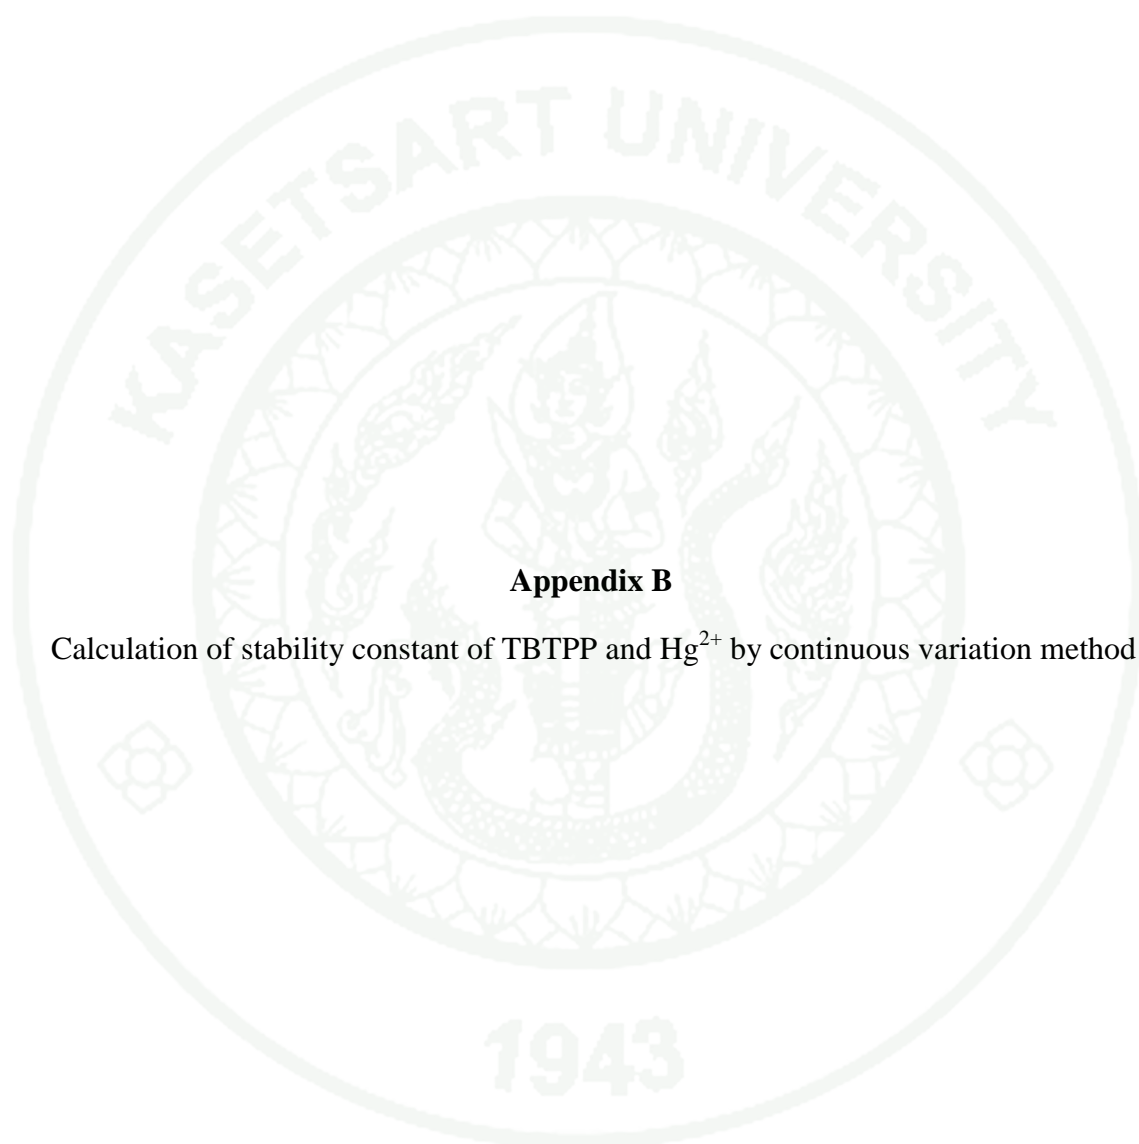 KASETSART UNIVERSITY
Appendix B
Calculation of stability constant of TBTPP and Hg²⁺ by continuous variation method
1943